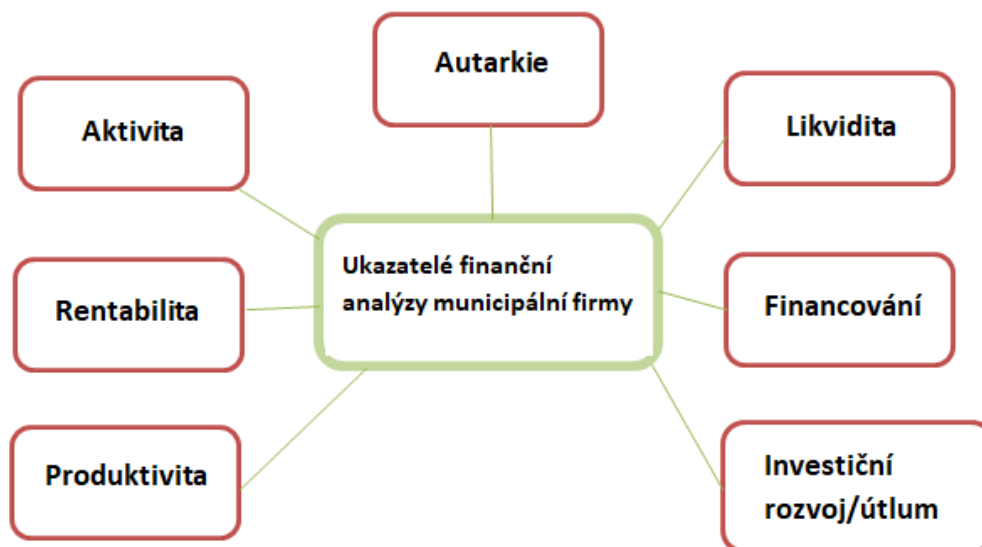 Autarkie
Aktivita
Likvidita
Ukazatelé finanční
analýzy municipální firmy
Rentabilita
Financování
Produktivita
Investiční
rozvoj/útlum